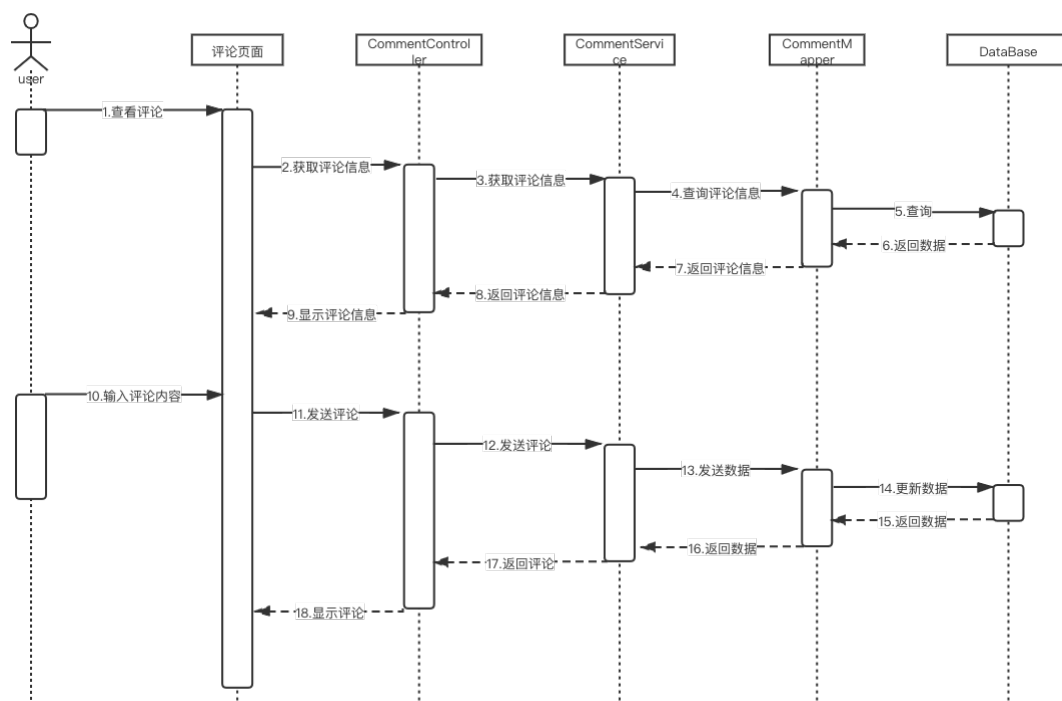 评论页面
CommentControl
ler
CommentServi
ce
CommentM
apper
DataBase
user
1.查看评论
2.获取评论信息
3.获取评论信息
4.查询评论信息
5.查询
6.返回数据
7.返回评论信息
8.返回评论信息
9.显示评论信息
10.输入评论内容
11.发送评论
12.发送评论
13.发送数据
14.更新数据
15.返回数据
16.返回数据
17.返回评论
18.显示评论